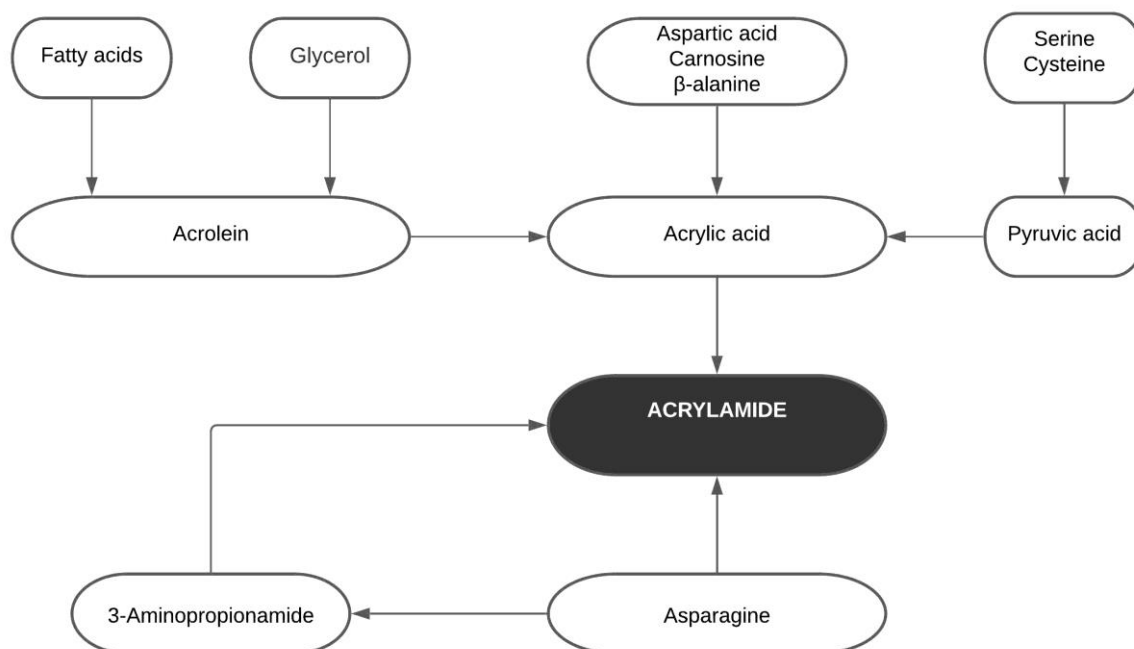 Fatty acids
Glycerol
Aspartic acid
Carnosine
β-alanine
Serine
Cysteine
Acrolein
Acrylic acid
Pyruvic acid
ACRYLAMIDE
3-Aminopropionamide
Asparagine